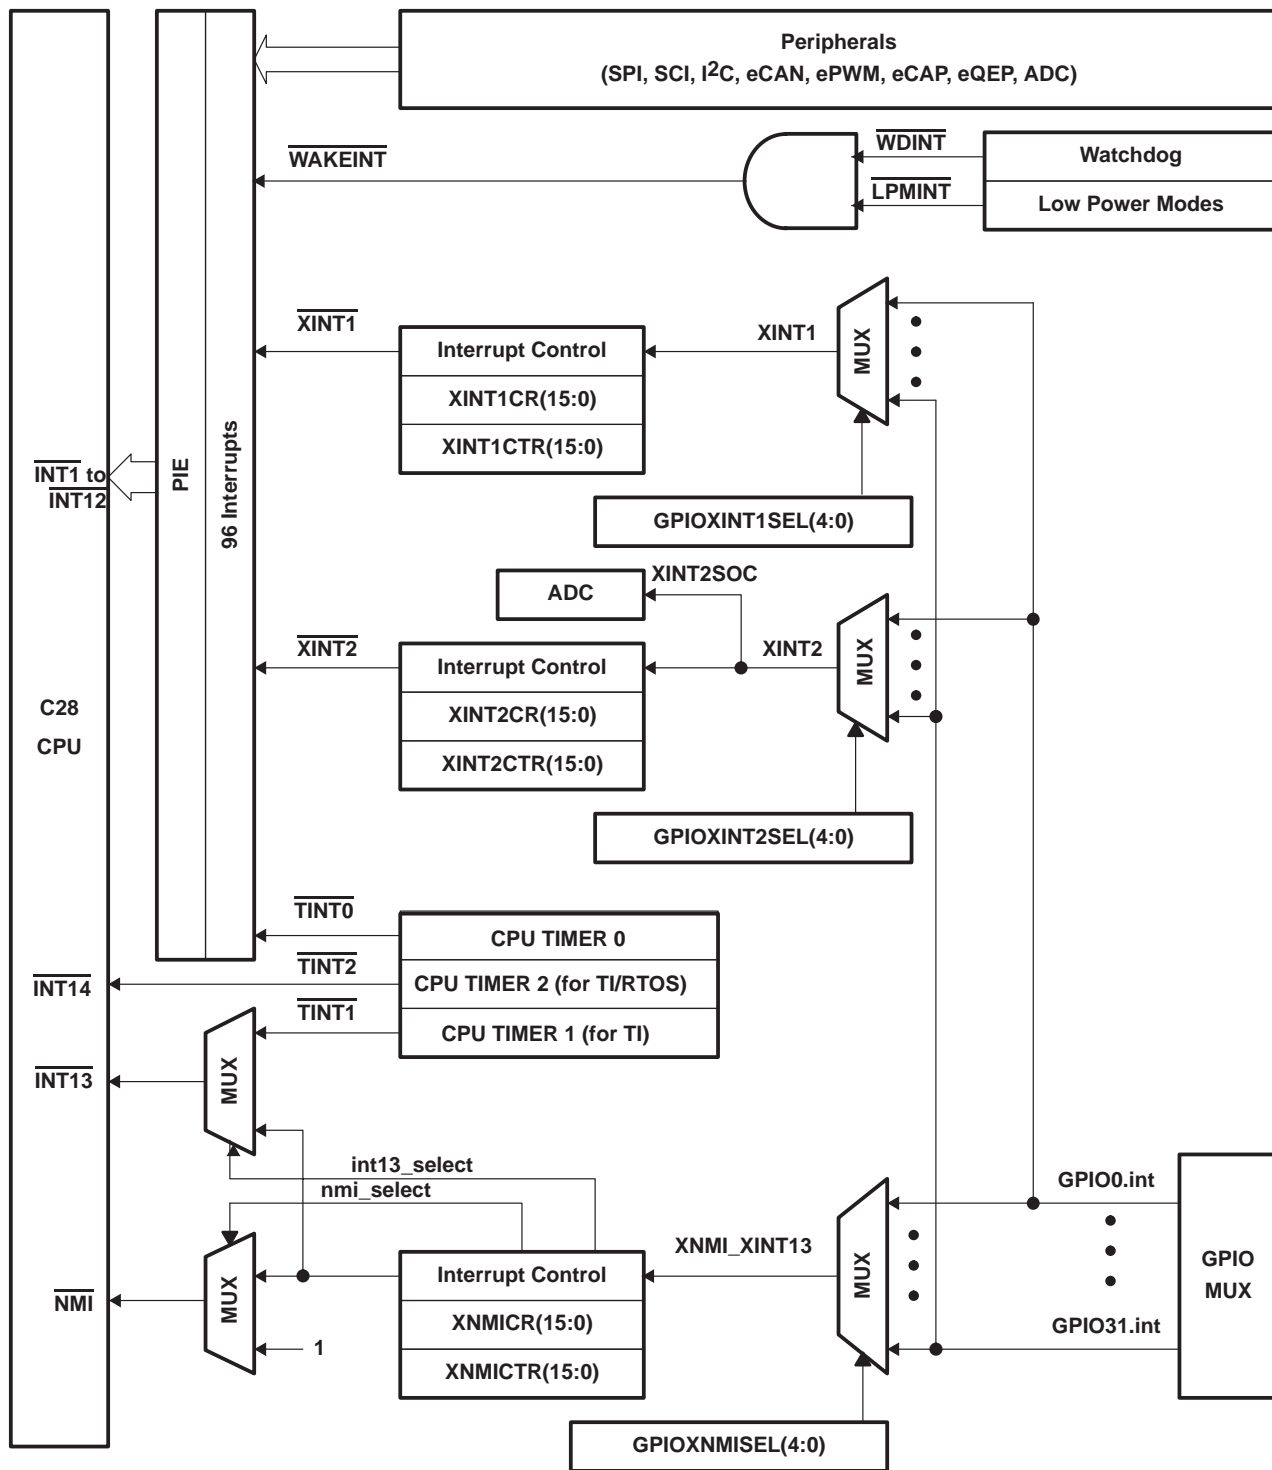 Peripherals
(SPI, SCI, I2C, eCAN, ePWM, eCAP, eQEP, ADC)
WAKEINT
WDINT
Watchdog
LPMINT
Low Power Modes
XINT1
Interrupt Control
XINT1CR(15:0)
XINT1CTR(15:0)
XINT1
MUX
GPIOXINT1SEL(4:0)
INT1 to
INT12
PIE
96 Interrupts
ADC
XINT2SOC
XINT2
Interrupt Control
XINT2CR(15:0)
XINT2CTR(15:0)
XINT2
MUX
GPIOXINT2SEL(4:0)
C28
CPU
TINT0
CPU TIMER 0
TINT2
CPU TIMER 2 (for TI/RTOS)
TINT1
CPU TIMER 1 (for TI)
INT14
INT13
MUX
int13_select
nmi_select
NMI
MUX
1
Interrupt Control
XNMICR(15:0)
XNMICTR(15:0)
XNMI_XINT13
MUX
GPIO0.int
GPIO31.int
GPIO
MUX
GPIOXNMISEL(4:0)